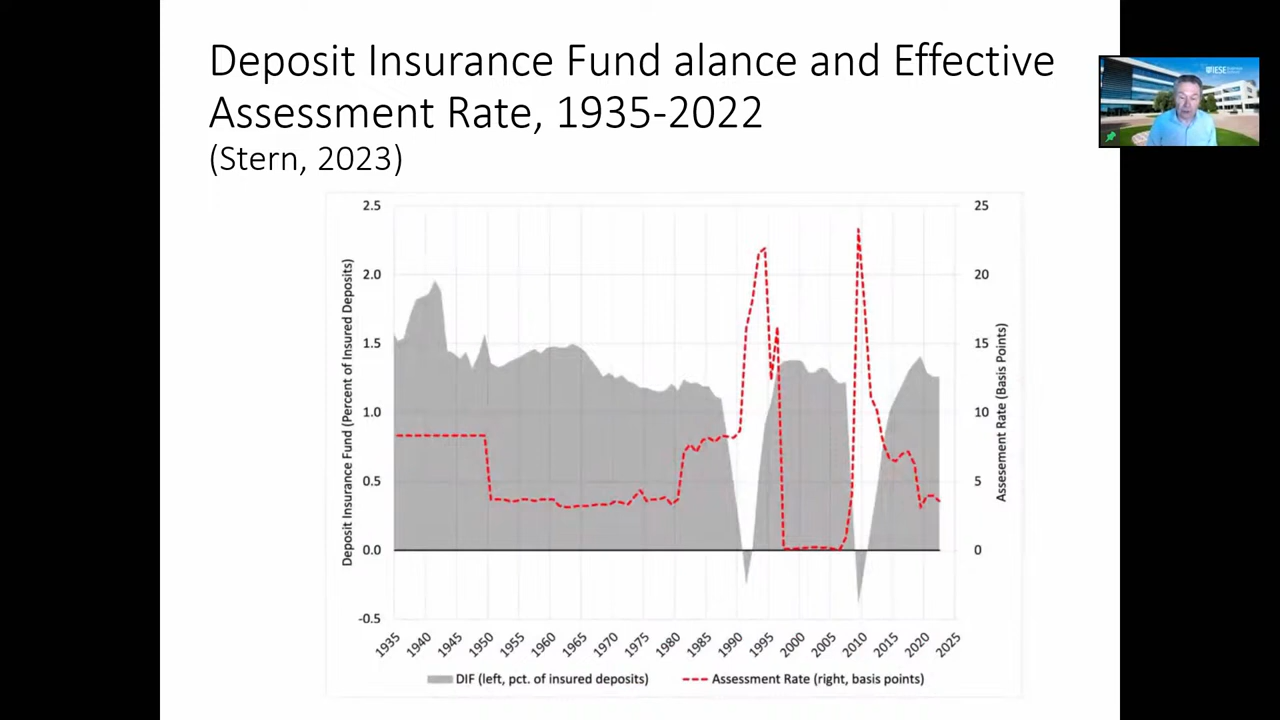 Deposit Insurance Fund alance and Effective
Assessment Rate, 1935-2022
(Stern, 2023)
IESE
2.5
2.0
1.5
1.0
0.5
0.0
-0.5
Deposit Insurance Fund (Percent of Insured Deposits)
25
20
15
10
5
0
Assesement Rate (Basis Points)
1935 1940 1945 1950 1955 1960 1965 1970 1975 1980 1985 1990 1995 2000 2005 2010 2015 2020 2025
DIF (left, pct. of insured deposits) Assessment Rate (right, basis points)